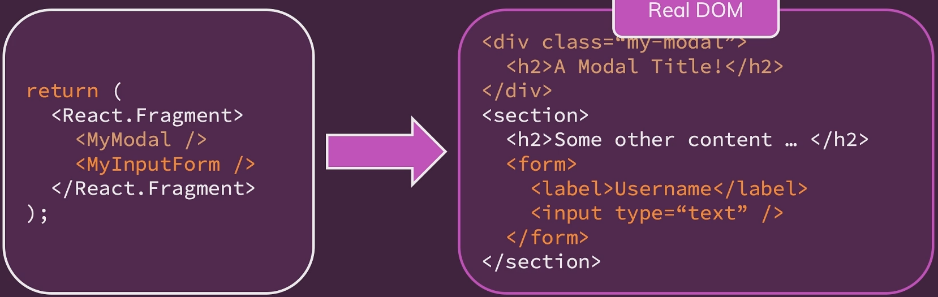 return (
<React.Fragment>
<MyModal />
<MyInputForm />
</React.Fragment>
);
Real DOM
<div class=“my-modal”>
<h2>A Modal Title!</h2>
</div>
<section>
<h2>Some other content … </h2>
<form>
<label>Username</label>
<input type=“text” />
</form>
</section>